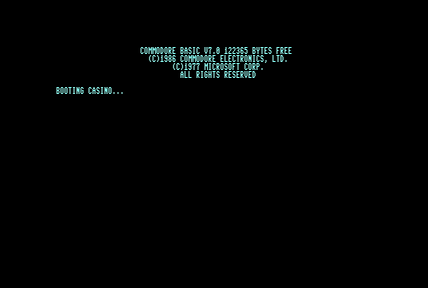 COMMODORE BASIC V7.0 122365 BYTES FREE
(C)1986 COMMODORE ELECTRONICS, LTD.
(C)1977 MICROSOFT CORP.
ALL RIGHTS RESERVED
BOOTING CASINO...